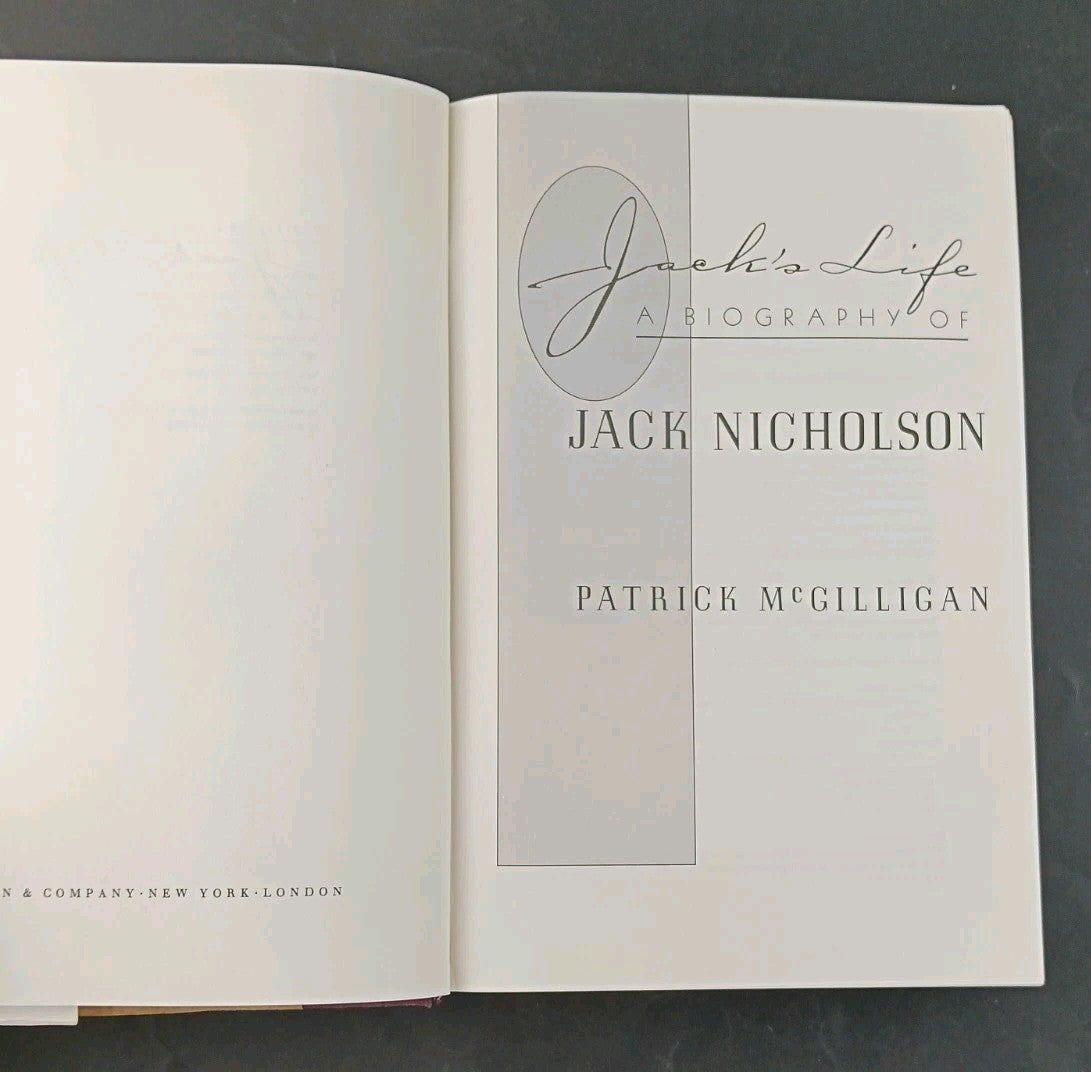 N & COMPANY·NEW YORK·LONDON
Jack's Life
A BIOGRAPHY OF
JACK NICHOLSON
PATRICK McGILLIGAN